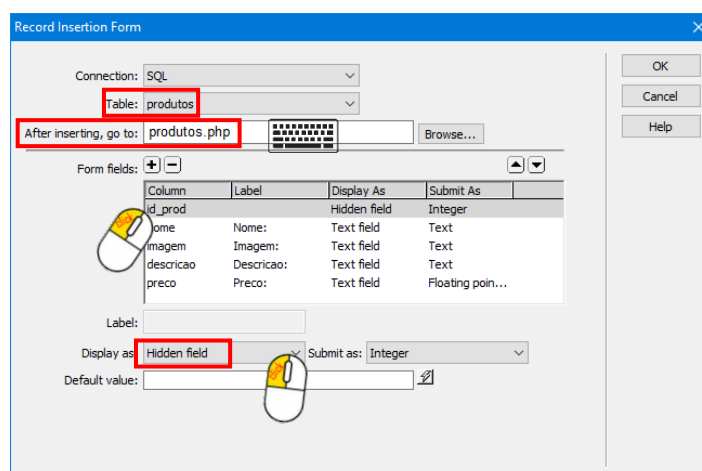 Record Insertion Form
Connection: SQL
OK
Table: produtos
Cancel
After inserting, go to: produtos.php Browse...
Help
Form fields:
Column Label Display As Submit As
id_prod Hidden field Integer
nome Nome: Text field Text
imagem Imagem: Text field Text
descricao Descricao: Text field Text
preco Preco: Text field Floating poin...
Label:
Display as Hidden field Submit as: Integer
Default value:
click
click